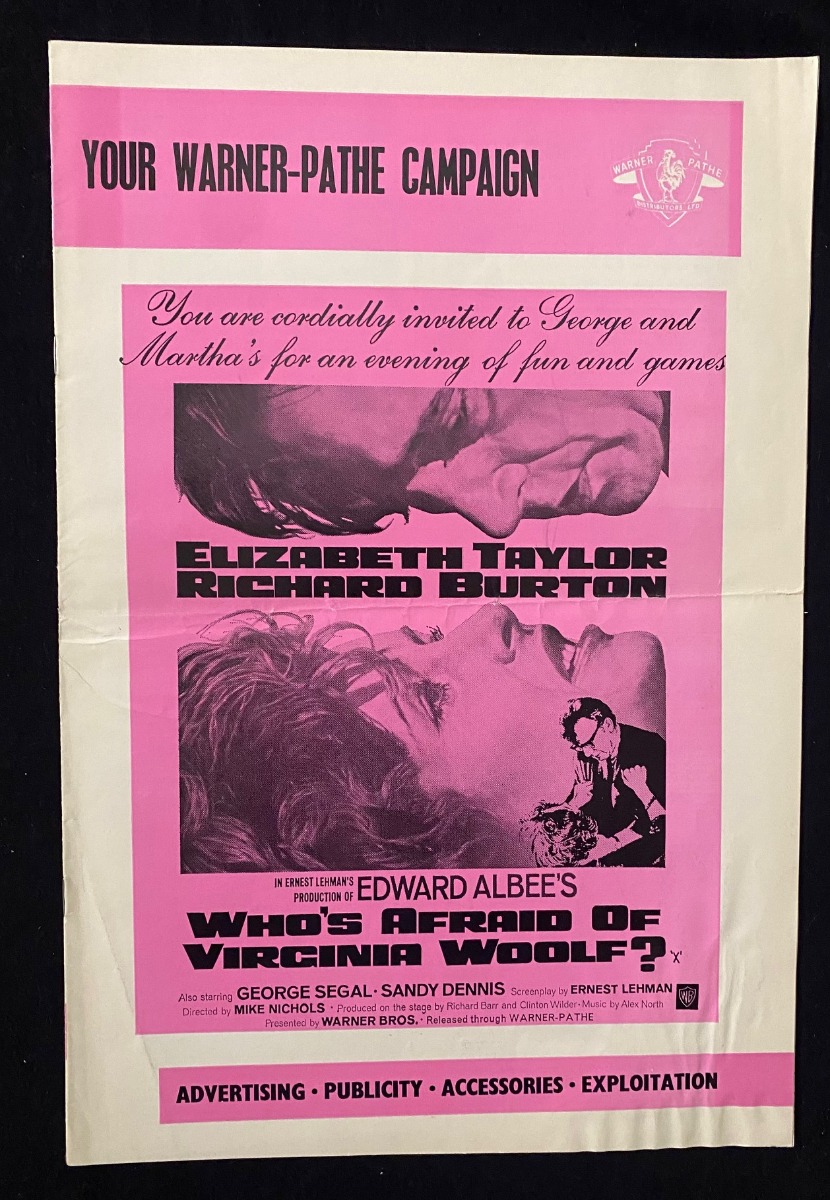 YOUR WARNER-PATHE CAMPAIGN
WARNER PATHE
DISTRIBUTORS LTD
You are cordially invited to George and
Martha's for an evening of fun and games
ELIZABETH TAYLOR
RICHARD BURTON
IN ERNEST LEHMAN'S
PRODUCTION OF EDWARD ALBEE'S
WHO'S AFRAID OF
VIRGINIA WOOLF? 'X'
Also starring GEORGE SEGAL · SANDY DENNIS Screenplay by ERNEST LEHMAN
Directed by MIKE NICHOLS · Produced on the stage by Richard Barr and Clinton Wilder · Music by Alex North
Presented by WARNER BROS. · Released through WARNER-PATHE
WB
ADVERTISING · PUBLICITY · ACCESSORIES · EXPLOITATION